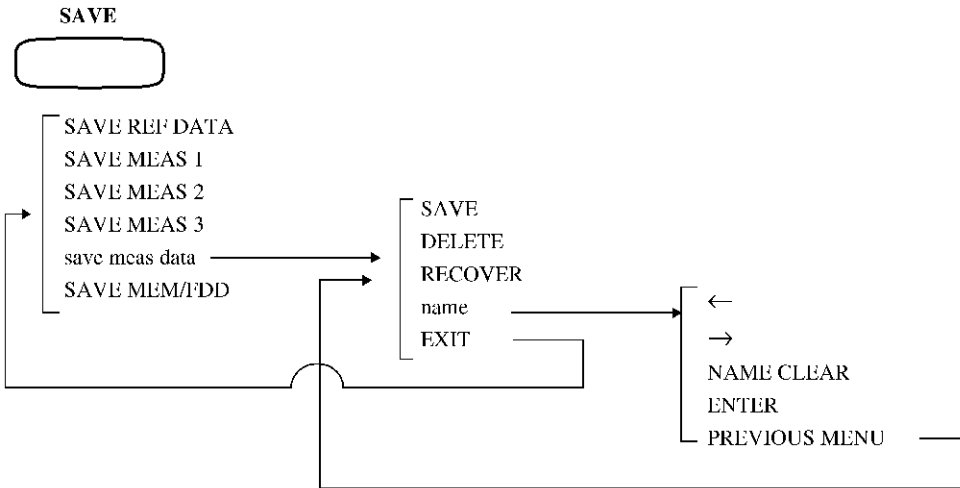 SAVE
SAVE REF DATA
SAVE MEAS 1
SAVE MEAS 2
SAVE MEAS 3
save meas data
SAVE MEM/FDD
SAVE
DELETE
RECOVER
name
EXIT
←
→
NAME CLEAR
ENTER
PREVIOUS MENU